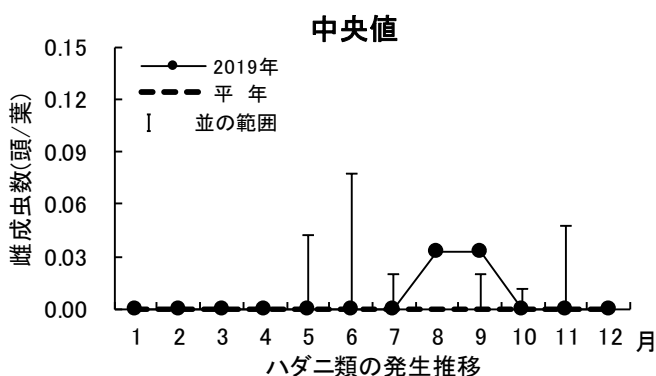 中央値
0.15
0.12
0.09
0.06
0.03
0.00
雌成虫数(頭/葉)
2019年
平 年
並の範囲
1 2 3 4 5 6 7 8 9 10 11 12 月
ハダニ類の発生推移